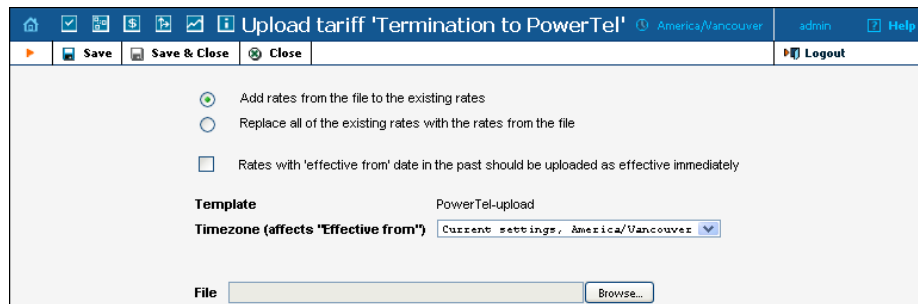 Upload tariff 'Termination to PowerTel' America/Vancouver admin Help
Save Save & Close Close Logout
Add rates from the file to the existing rates
Replace all of the existing rates with the rates from the file
Rates with 'effective from' date in the past should be uploaded as effective immediately
Template PowerTel-upload
Timezone (affects "Effective from") Current settings, America/Vancouver
File Browse...